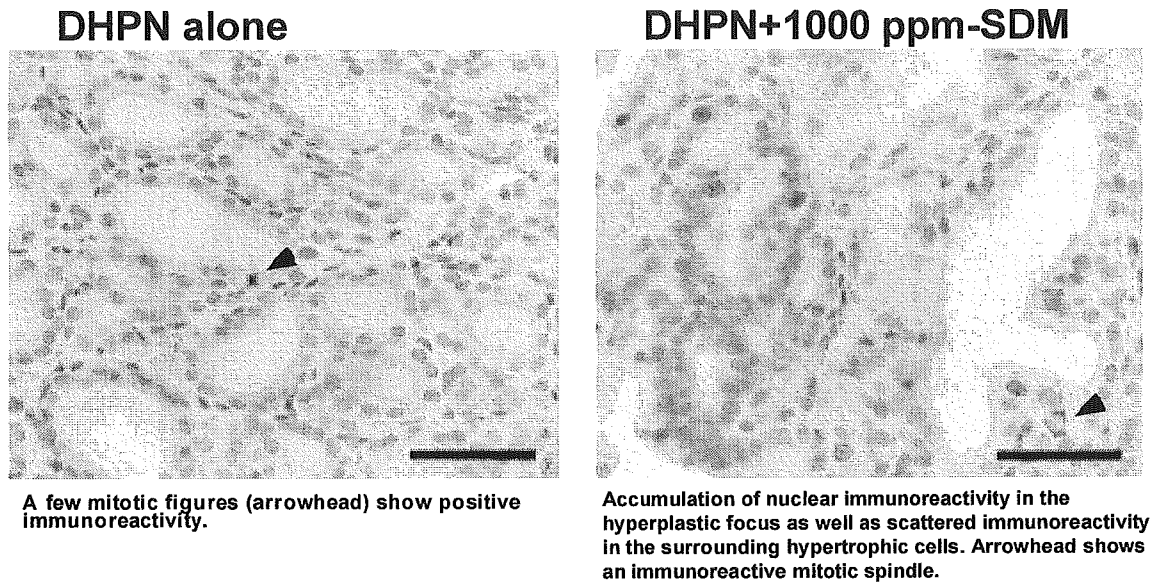 DHPN alone
DHPN+1000 ppm-SDM
A few mitotic figures (arrowhead) show positive
immunoreactivity.
Accumulation of nuclear immunoreactivity in the
hyperplastic focus as well as scattered immunoreactivity
in the surrounding hypertrophic cells. Arrowhead shows
an immunoreactive mitotic spindle.